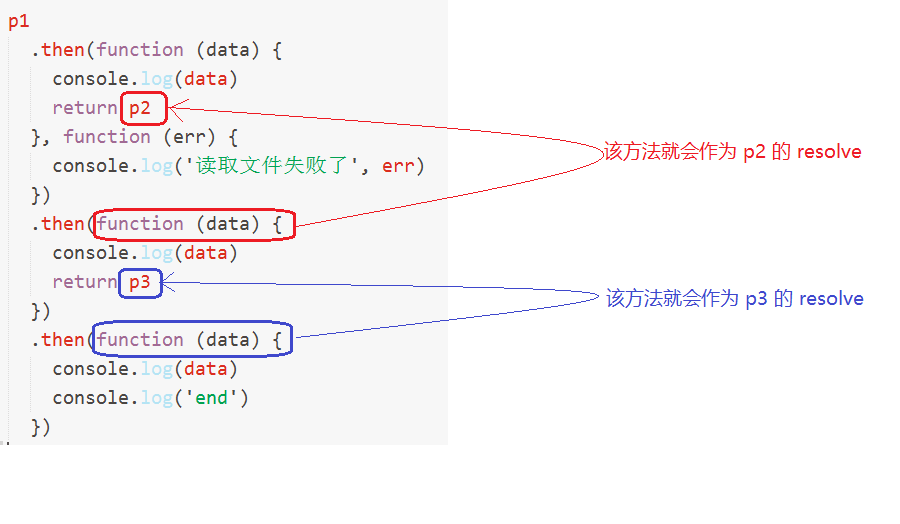 p1
.then(function (data) {
console.log(data)
return p2
}, function (err) {
console.log('读取文件失败了', err)
})
.then(function (data) {
console.log(data)
return p3
})
.then(function (data) {
console.log(data)
console.log('end')
})
该方法就会作为 p2 的 resolve
该方法就会作为 p3 的 resolve